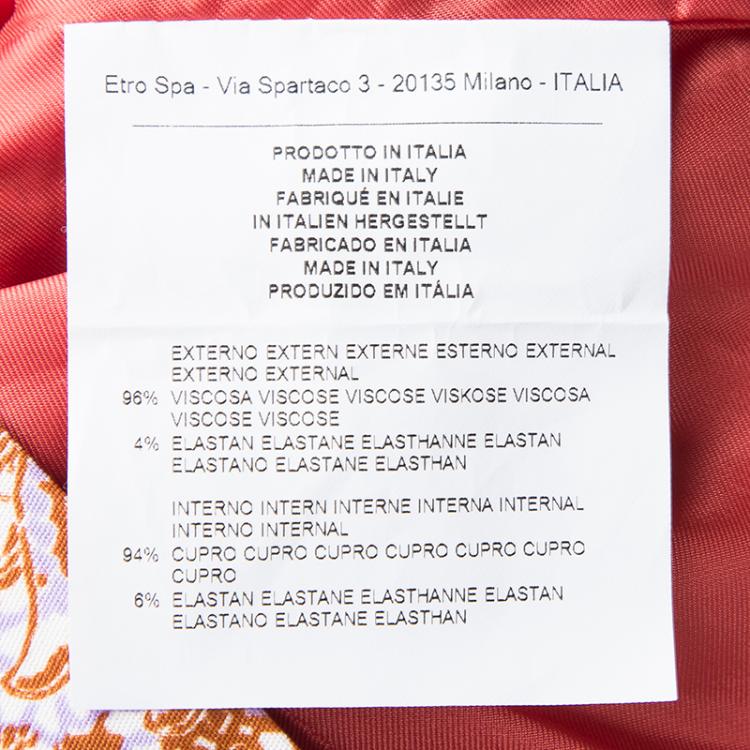 Etro Spa - Via Spartaco 3 - 20135 Milano - ITALIA
PRODOTTO IN ITALIA
MADE IN ITALY
FABRIQUÉ EN ITALIE
IN ITALIEN HERGESTELLT
FABRICADO EN ITALIA
MADE IN ITALY
PRODUZIDO EM ITÁLIA
EXTERNO EXTERN EXTERNE ESTERNO EXTERNAL
EXTERNO EXTERNAL
96% VISCOSA VISCOSE VISCOSE VISKOSE VISCOSA
VISCOSE VISCOSE
4% ELASTAN ELASTANE ELASTHANNE ELASTAN
ELASTANO ELASTANE ELASTHAN
INTERNO INTERN INTERNE INTERNA INTERNAL
INTERNO INTERNAL
94% CUPRO CUPRO CUPRO CUPRO CUPRO CUPRO
CUPRO
6% ELASTAN ELASTANE ELASTHANNE ELASTAN
ELASTANO ELASTANE ELASTHAN